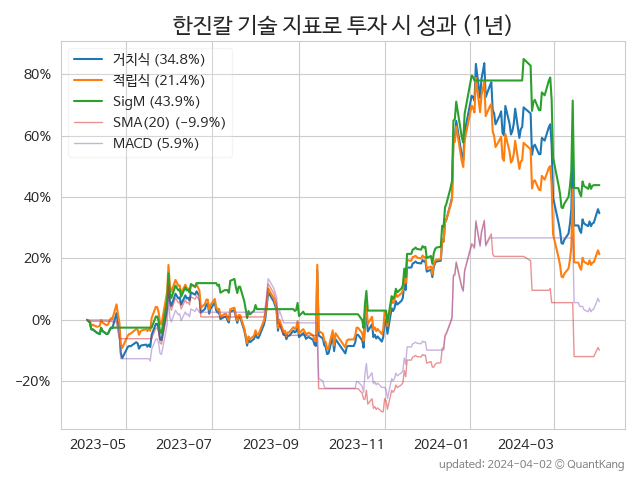 한진칼 기술 지표로 투자 시 성과 (1년)
거치식 (34.8%)
적립식 (21.4%)
SigM (43.9%)
SMA(20) (−9.9%)
MACD (5.9%)
80%
60%
40%
20%
0%
−20%
2023-05 2023-07 2023-09 2023-11 2024-01 2024-03
updated: 2024-04-02 © QuantKang